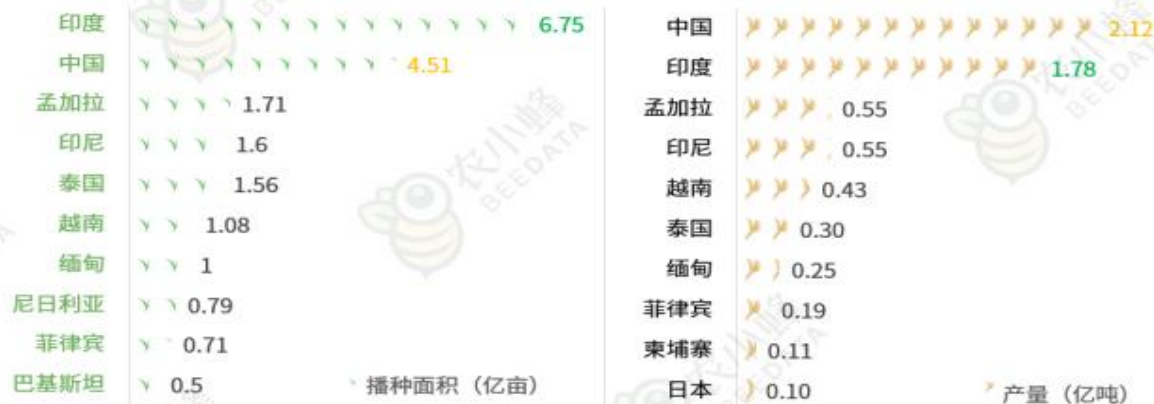 印度 6.75
中国 4.51
孟加拉 1.71
印尼 1.6
泰国 1.56
越南 1.08
缅甸 1
尼日利亚 0.79
菲律宾 0.71
巴基斯坦 0.5
播种面积（亿亩）
中国 2.12
印度 1.78
孟加拉 0.55
印尼 0.55
越南 0.43
泰国 0.30
缅甸 0.25
菲律宾 0.19
柬埔寨 0.11
日本 0.10
产量（亿吨）
农小蜂
BEEDATA
农小蜂
BEEDATA